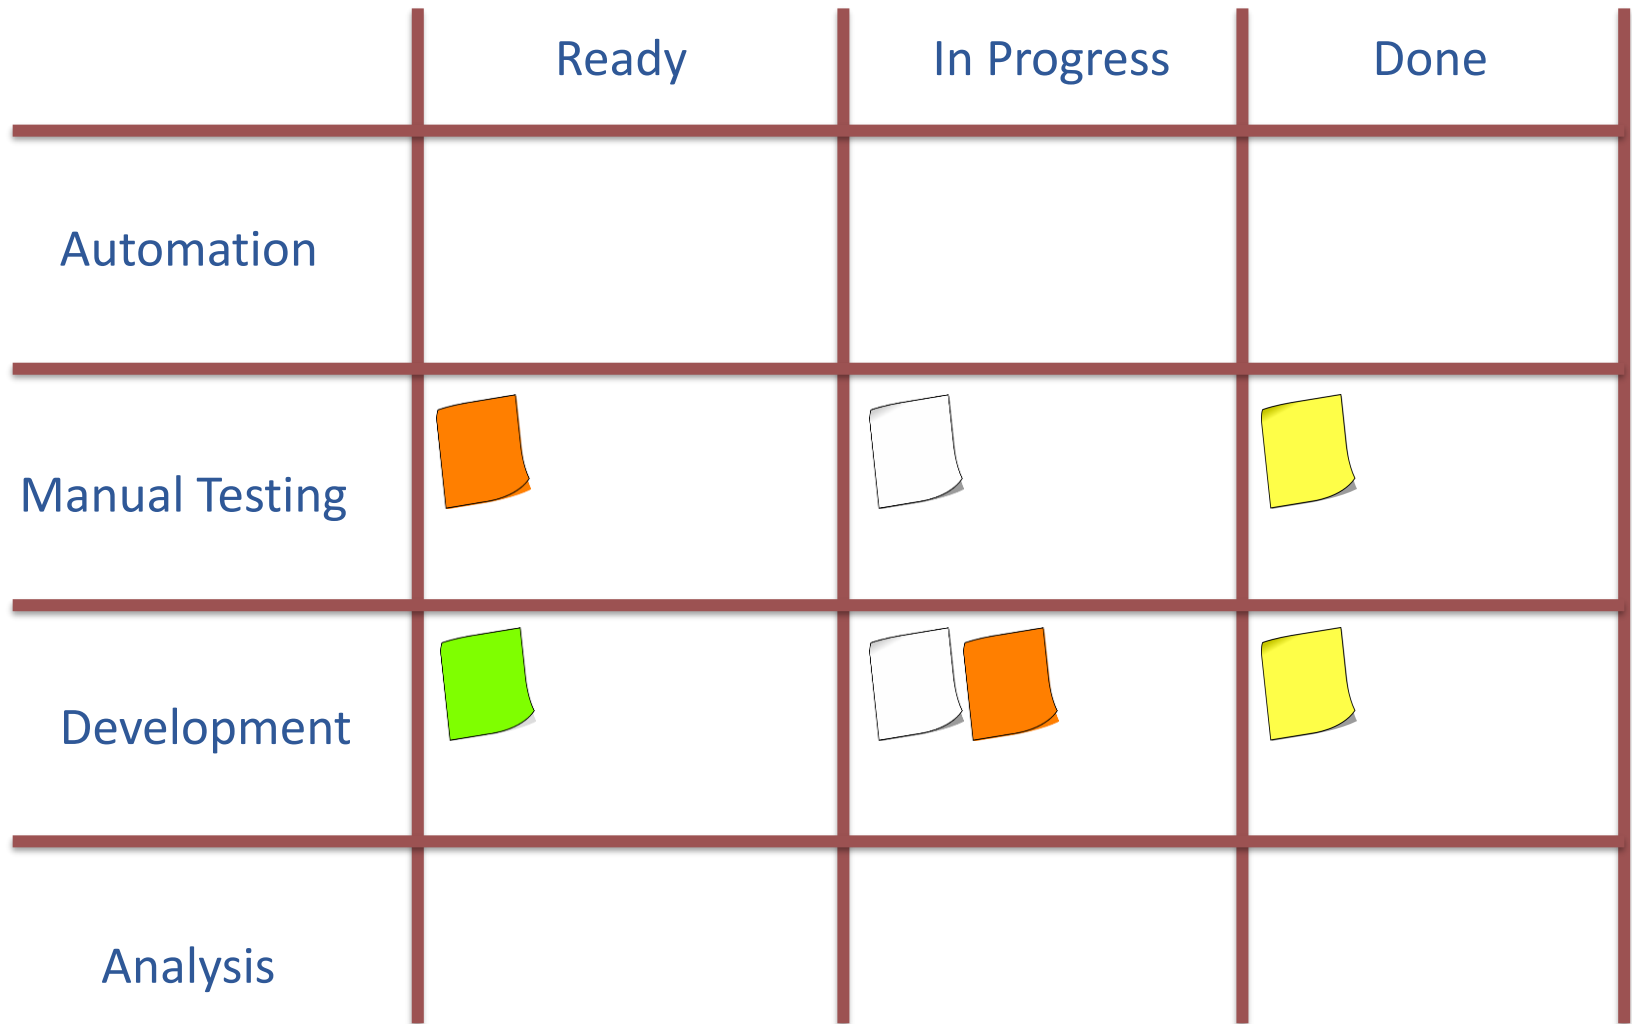 Ready
In Progress
Done
Automation
Manual Testing
Development
Analysis